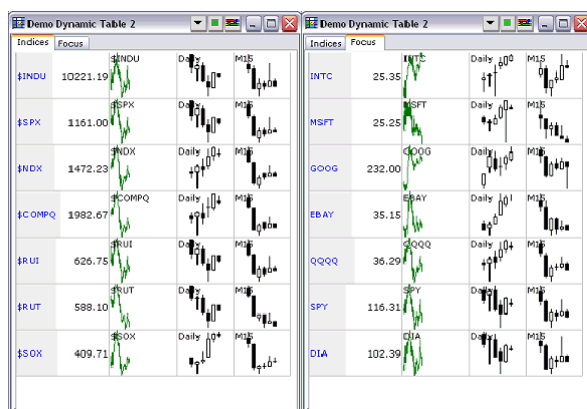 Demo Dynamic Table 2
Indices Focus
$INDU 10221.19 $INDU Daily M15
$SPX 1161.00 $SPX Daily M15
$NDX 1472.23 $NDX Daily M15
$COMPQ 1982.67 $COMPQ Daily M15
$RUI 626.75 $RUI Daily M15
$RUT 588.10 $RUT Daily M15
$SOX 409.71 $SOX Daily M15
Demo Dynamic Table 2
Indices Focus
INTC 25.35 INTC Daily M15
MSFT 25.25 MSFT Daily M15
GOOG 232.00 GOOG Daily M15
EBAY 35.15 EBAY Daily M15
QQQQ 36.29 QQQQ Daily M15
SPY 116.31 SPY Daily M15
DIA 102.39 DIA Daily M15